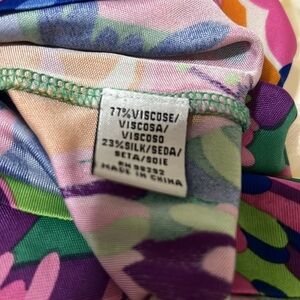 77%VISCOSE/
VISCOSA/
VISCOSO
23%SILK/SEDA/
SETA/SOIE
MADE IN CHINA